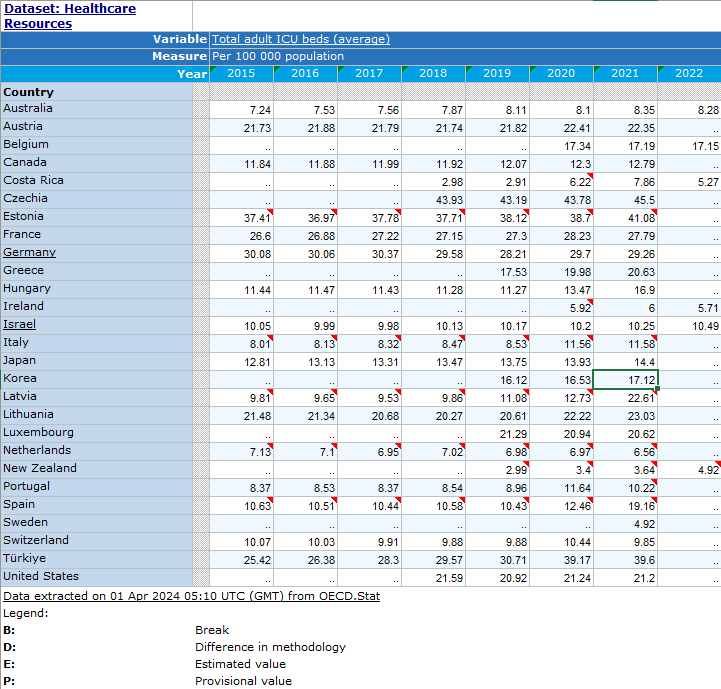 Dataset: Healthcare
Resources
Variable Total adult ICU beds (average)
Measure Per 100 000 population
Year 2015 2016 2017 2018 2019 2020 2021 2022
Country
Australia 7.24 7.53 7.56 7.87 8.11 8.1 8.35 8.28
Austria 21.73 21.88 21.79 21.74 21.82 22.41 22.35 ..
Belgium .. .. .. .. .. 17.34 17.19 17.15
Canada 11.84 11.88 11.99 11.92 12.07 12.3 12.79 ..
Costa Rica .. .. .. 2.98 2.91 6.22 7.86 5.27
Czechia .. .. .. 43.93 43.19 43.78 45.5 ..
Estonia 37.41 36.97 37.78 37.71 38.12 38.7 41.08 ..
France 26.6 26.88 27.22 27.15 27.3 28.23 27.79 ..
Germany 30.08 30.06 30.37 29.58 28.21 29.7 29.26 ..
Greece .. .. .. .. 17.53 19.98 20.63 ..
Hungary 11.44 11.47 11.43 11.28 11.27 13.47 16.9 ..
Ireland .. .. .. .. .. 5.92 6 5.71
Israel 10.05 9.99 9.98 10.13 10.17 10.2 10.25 10.49
Italy 8.01 8.13 8.32 8.47 8.53 11.56 11.58 ..
Japan 12.81 13.13 13.31 13.47 13.75 13.93 14.4 ..
Korea .. .. .. .. 16.12 16.53 17.12 ..
Latvia 9.81 9.65 9.53 9.86 11.08 12.73 22.61 ..
Lithuania 21.48 21.34 20.68 20.27 20.61 22.22 23.03 ..
Luxembourg .. .. .. .. 21.29 20.94 20.62 ..
Netherlands 7.13 7.1 6.95 7.02 6.98 6.97 6.56 ..
New Zealand .. .. .. .. 2.99 3.4 3.64 4.92
Portugal 8.37 8.53 8.37 8.54 8.96 11.64 10.22 ..
Spain 10.63 10.51 10.44 10.58 10.43 12.46 19.16 ..
Sweden .. .. .. .. .. .. 4.92 ..
Switzerland 10.07 10.03 9.91 9.88 9.88 10.44 9.85 ..
Türkiye 25.42 26.38 28.3 29.57 30.71 39.17 39.6 ..
United States .. .. .. 21.59 20.92 21.24 21.2 ..
Data extracted on 01 Apr 2024 05:10 UTC (GMT) from OECD.Stat
Legend:
B: Break
D: Difference in methodology
E: Estimated value
P: Provisional value